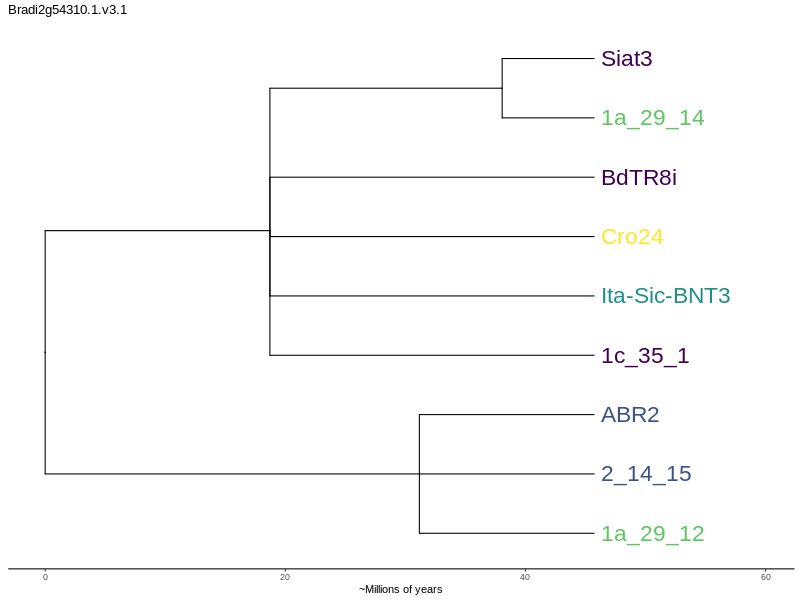 Bradi2g54310.1.v3.1
Siat3
1a_29_14
BdTR8i
Cro24
Ita-Sic-BNT3
1c_35_1
ABR2
2_14_15
1a_29_12
0 20 40 60
~Millions of years